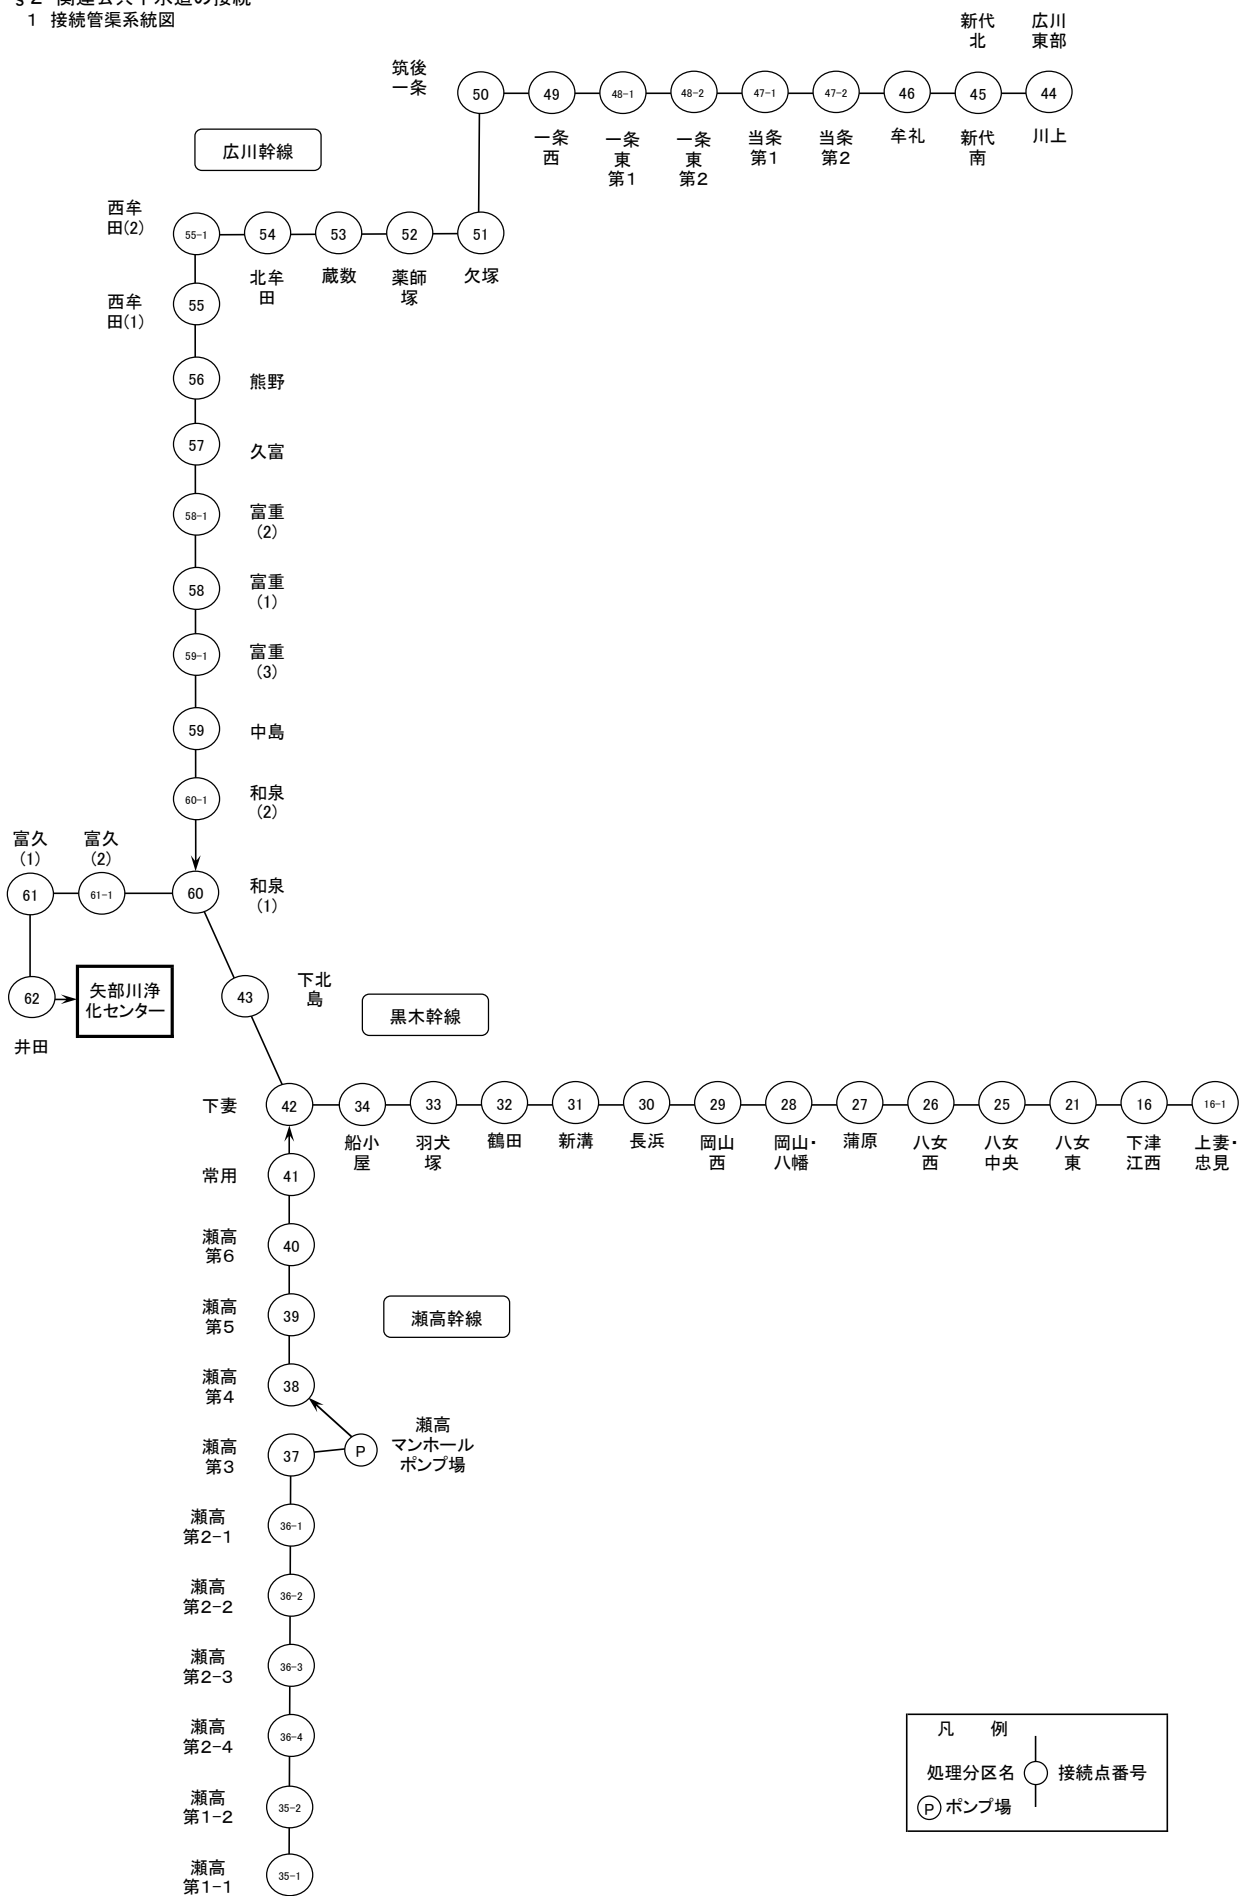 §2 関連公共下水道の接続
1 接続管渠系統図
新代
北
広川
東部
筑後
一条
50
49
48-1
48-2
47-1
47-2
46
45
44
一条
西
一条
東
第1
一条
東
第2
当条
第1
当条
第2
牟礼
新代
南
川上
広川幹線
西牟
田(2)
55-1
54
53
52
51
北牟
田
蔵数
薬師
塚
欠塚
西牟
田(1)
55
56
熊野
57
久富
58-1
富重
(2)
58
富重
(1)
59-1
富重
(3)
59
中島
60-1
和泉
(2)
富久
(1)
富久
(2)
61
61-1
60
和泉
(1)
62
矢部川浄
化センター
井田
43
下北
島
黒木幹線
下妻
42
34
33
32
31
30
29
28
27
26
25
21
16
16-1
船小
屋
羽犬
塚
鶴田
新溝
長浜
岡山
西
岡山・
八幡
蒲原
八女
西
八女
中央
八女
東
下津
江西
上妻・
忠見
常用
41
瀬高
第6
40
瀬高
第5
39
瀬高幹線
瀬高
第4
38
瀬高
第3
37
P
瀬高
マンホール
ポンプ場
瀬高
第2-1
36-1
瀬高
第2-2
36-2
瀬高
第2-3
36-3
瀬高
第2-4
36-4
瀬高
第1-2
35-2
瀬高
第1-1
35-1
凡 例
処理分区名
接続点番号
P ポンプ場